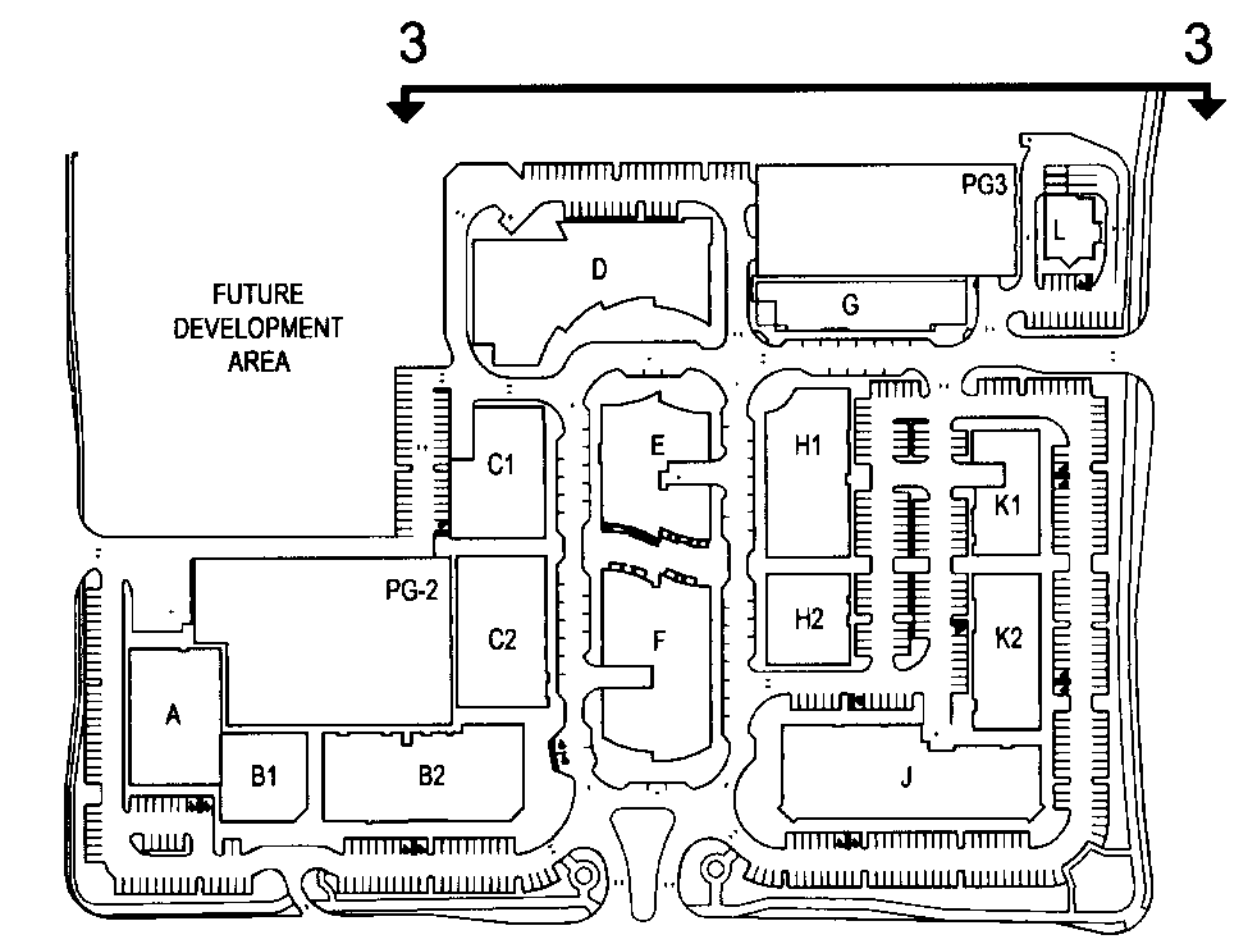 3 3
PG3
L
D
FUTURE
DEVELOPMENT
AREA
G
E
H1
C1
K1
PG-2
C2
F
H2
K2
A
B1
B2
J